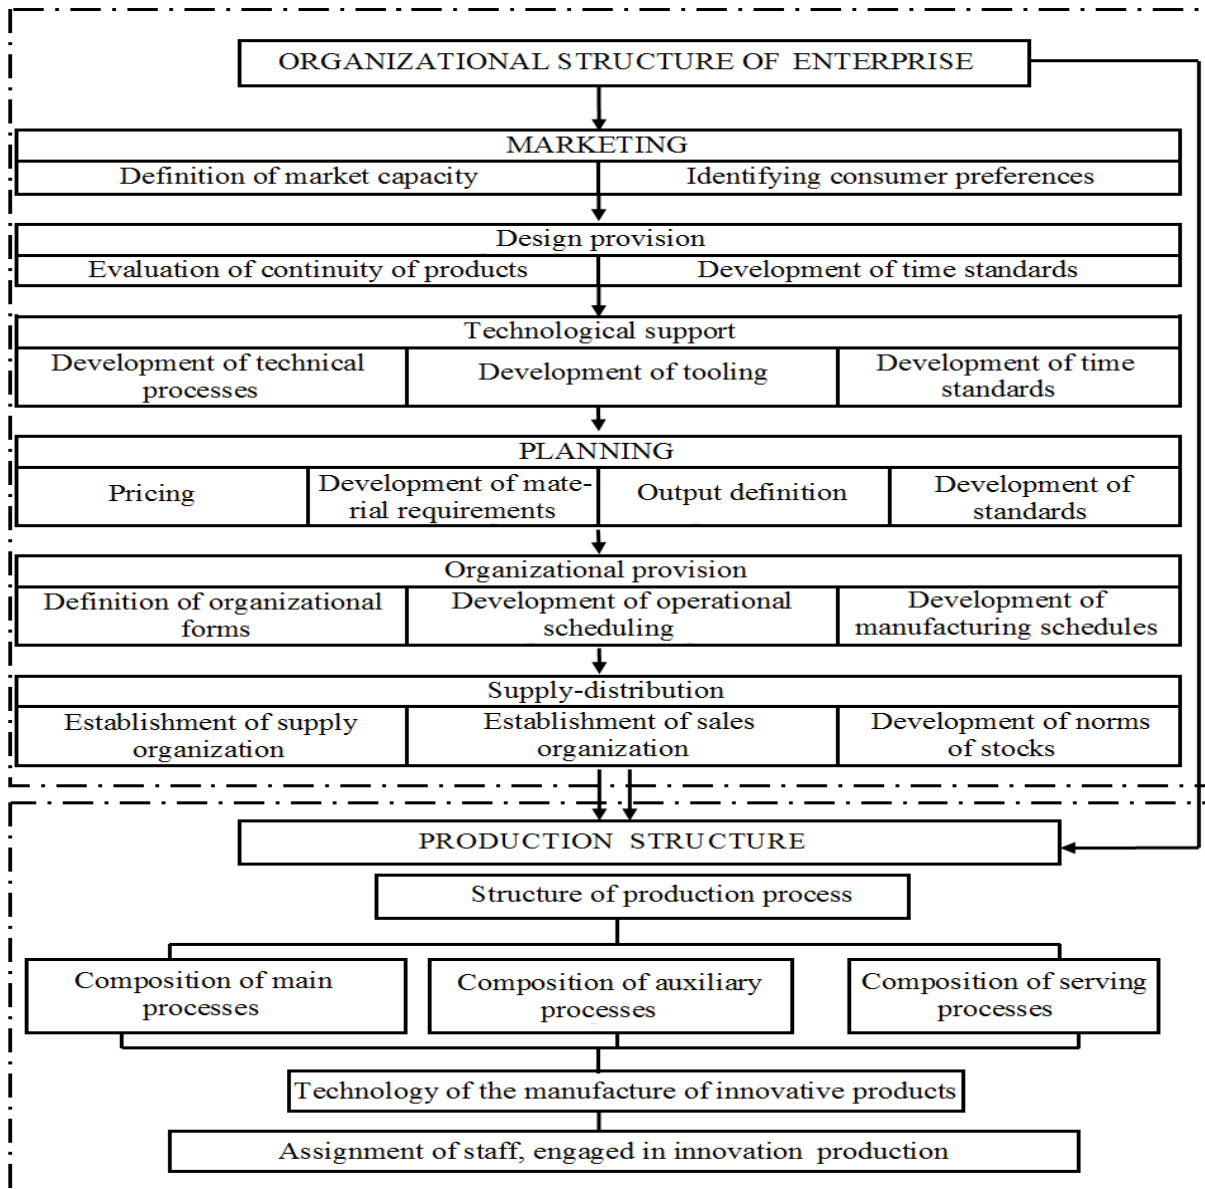 ORGANIZATIONAL STRUCTURE OF ENTERPRISE
MARKETING
Definition of market capacity
Identifying consumer preferences
Design provision
Evaluation of continuity of products
Development of time standards
Technological support
Development of technical
processes
Development of tooling
Development of time
standards
PLANNING
Pricing
Development of mate-
rial requirements
Output definition
Development of
standards
Organizational provision
Definition of organizational
forms
Development of operational
scheduling
Development of
manufacturing schedules
Supply-distribution
Establishment of supply
organization
Establishment of sales
organization
Development of norms
of stocks
PRODUCTION STRUCTURE
Structure of production process
Composition of main
processes
Composition of auxiliary
processes
Composition of serving
processes
Technology of the manufacture of innovative products
Assignment of staff, engaged in innovation production